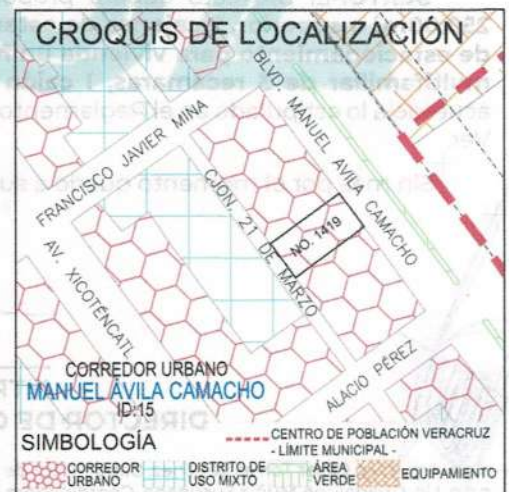 CROQUIS DE LOCALIZACIÓN
BLVD. MANUEL AVILA CAMACHO
FRANCISCO JAVIER MINA
CJON. 21 DE MARZO
NO. 1419
AV. XICOTÉNCATL
ALACIO PÉREZ
CORREDOR URBANO
MANUEL ÁVILA CAMACHO
ID:15
SIMBOLOGÍA
CENTRO DE POBLACIÓN VERACRUZ
- LÍMITE MUNICIPAL -
CORREDOR URBANO
DISTRITO DE USO MIXTO
ÁREA VERDE
EQUIPAMIENTO